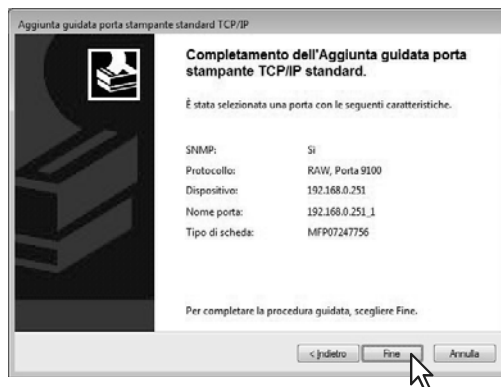 Aggiunta guidata porta stampante standard TCP/IP
Completamento dell'Aggiunta guidata porta
stampante TCP/IP standard.
È stata selezionata una porta con le seguenti caratteristiche.
SNMP: Sì
Protocollo: RAW, Porta 9100
Dispositivo: 192.168.0.251
Nome porta: 192.168.0.251_1
Tipo di scheda: MFP07247756
Per completare la procedura guidata, scegliere Fine.
< Indietro Fine Annulla